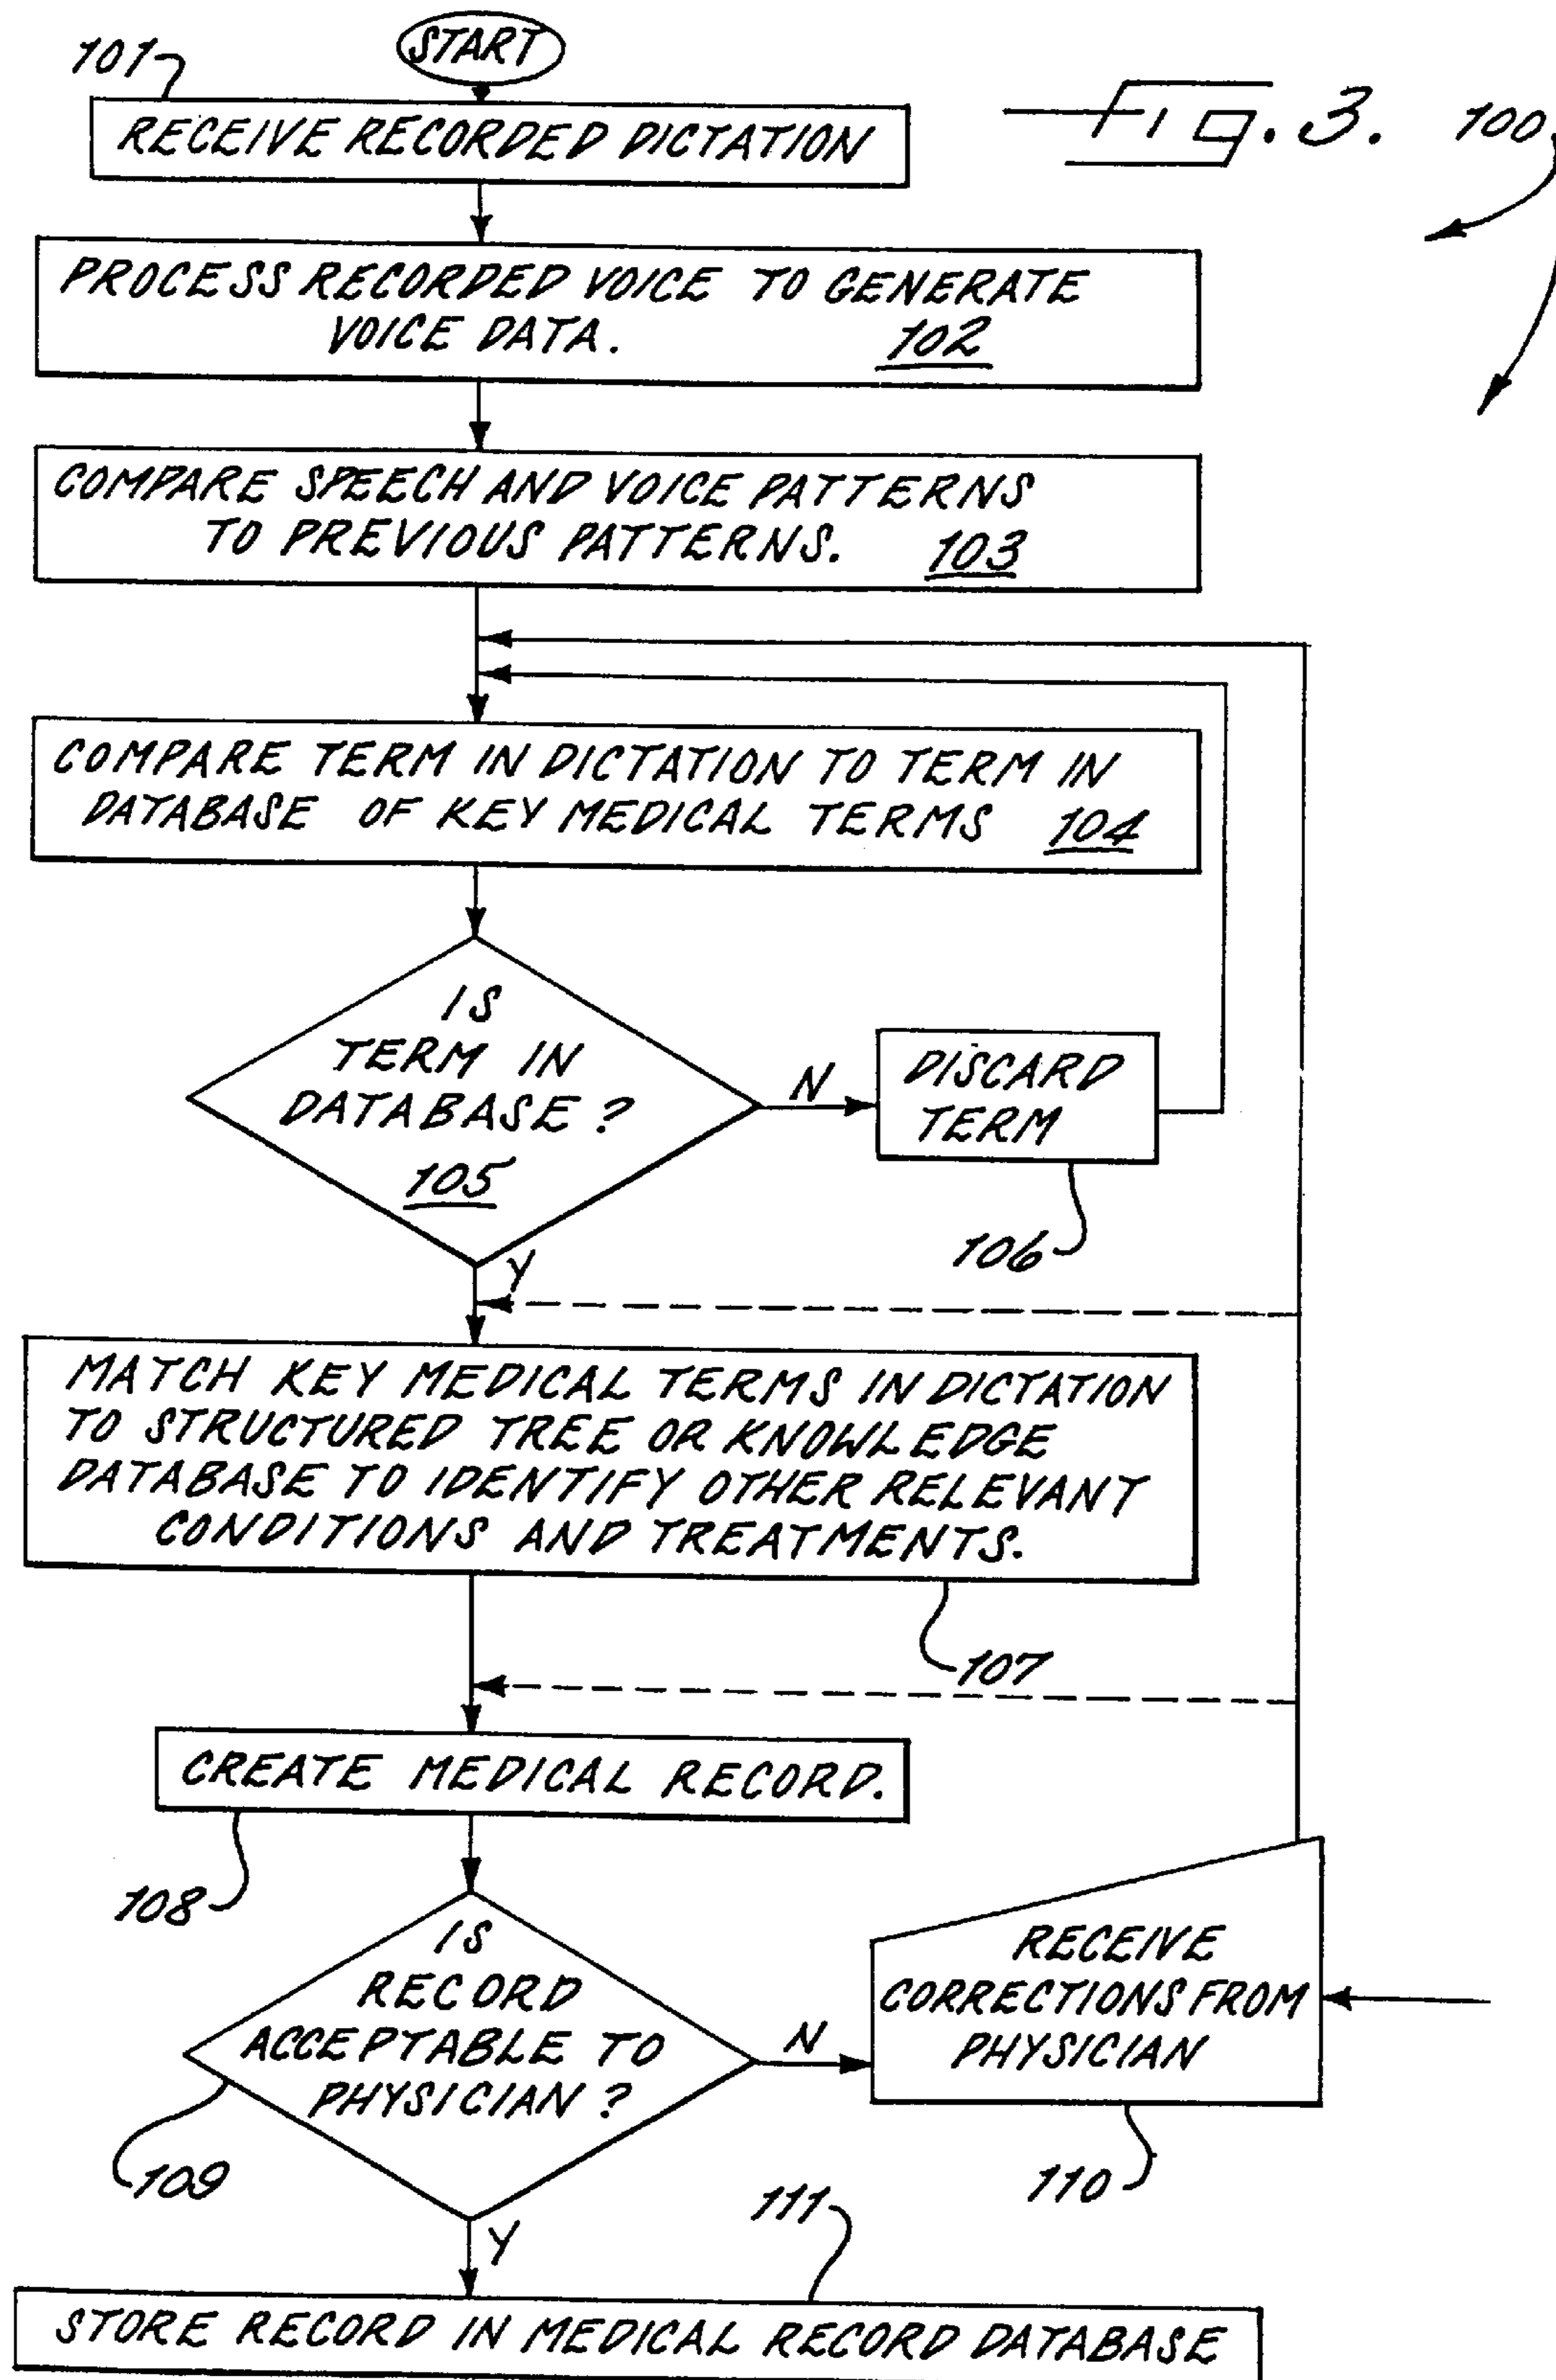 START
101
Fig. 3.
100
RECEIVE RECORDED DICTATION
PROCESS RECORDED VOICE TO GENERATE
VOICE DATA. 102
COMPARE SPEECH AND VOICE PATTERNS
TO PREVIOUS PATTERNS. 103
COMPARE TERM IN DICTATION TO TERM IN
DATABASE OF KEY MEDICAL TERMS 104
IS
TERM IN
DATABASE?
105
N
DISCARD
TERM
106
Y
MATCH KEY MEDICAL TERMS IN DICTATION
TO STRUCTURED TREE OR KNOWLEDGE
DATABASE TO IDENTIFY OTHER RELEVANT
CONDITIONS AND TREATMENTS.
107
CREATE MEDICAL RECORD.
108
IS
RECORD
ACCEPTABLE TO
PHYSICIAN?
109
N
RECEIVE
CORRECTIONS FROM
PHYSICIAN
110
Y
111
STORE RECORD IN MEDICAL RECORD DATABASE